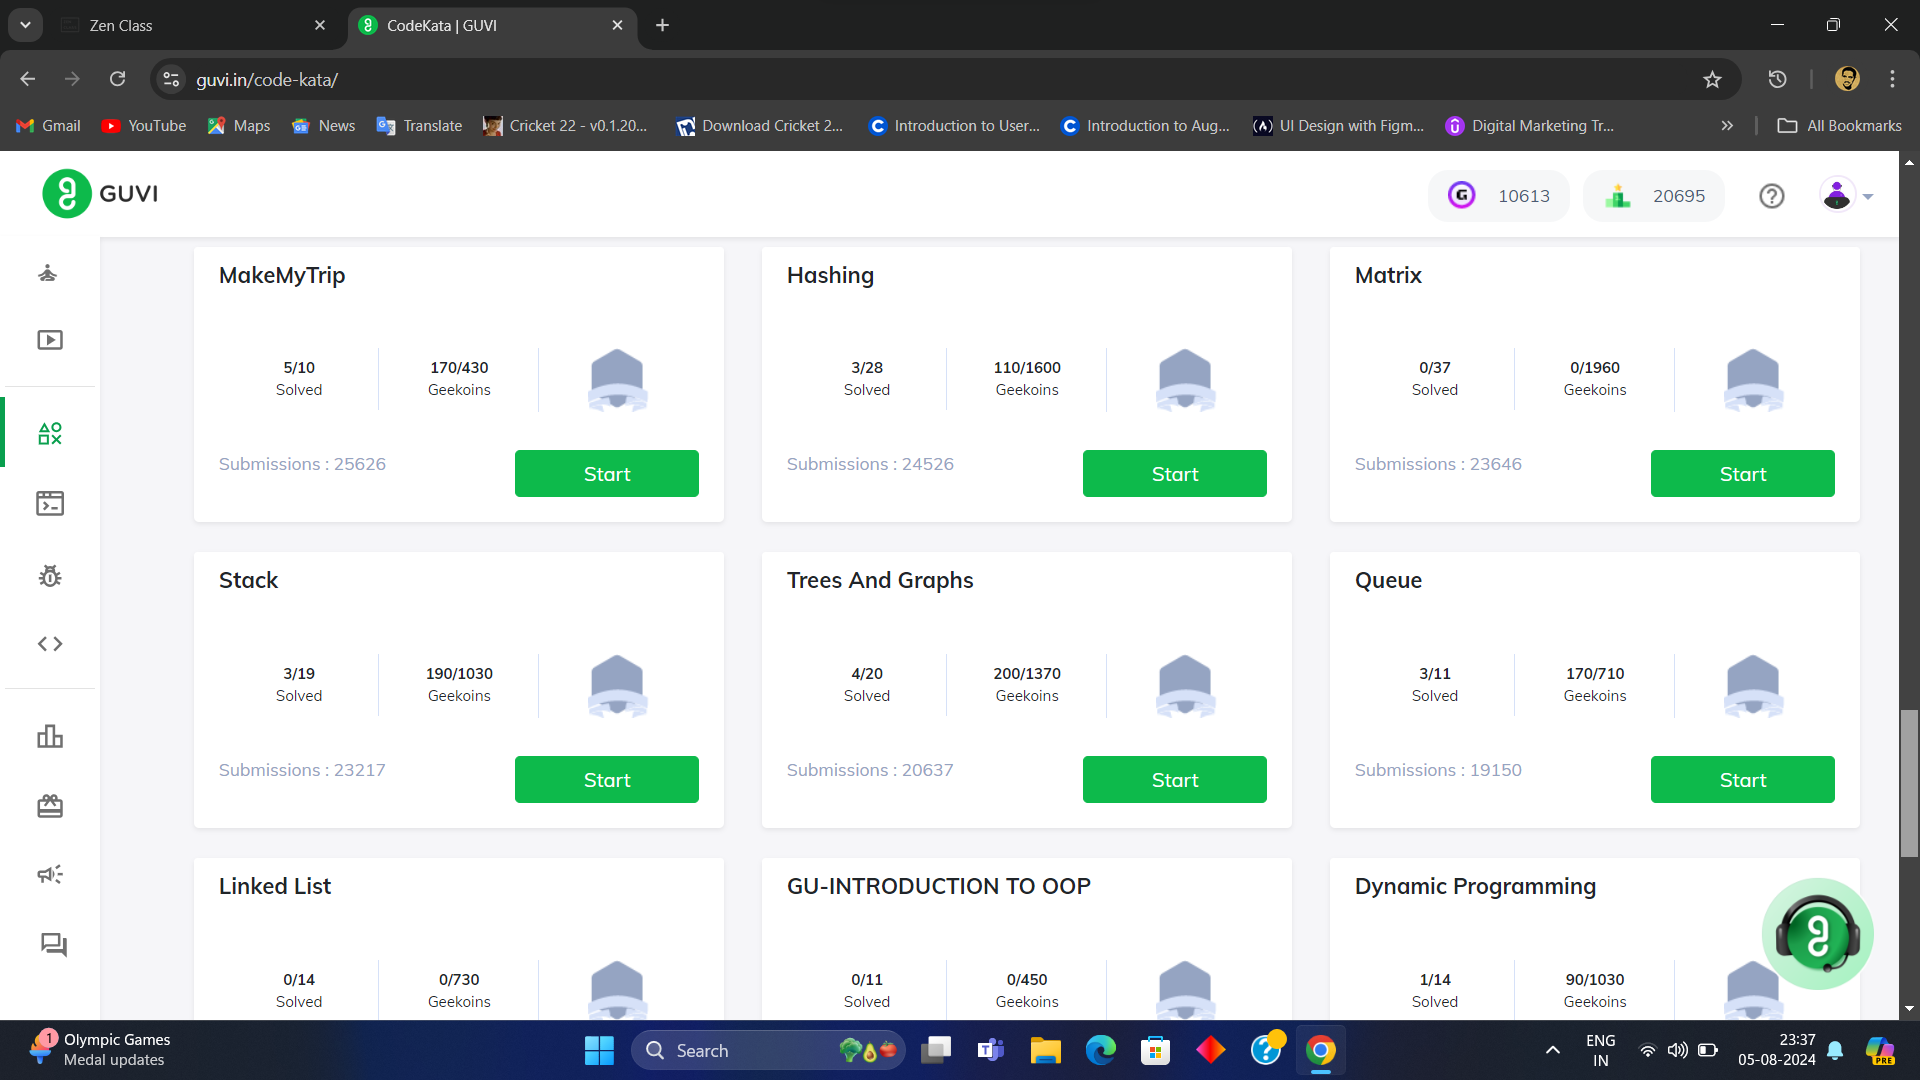 Zen Class
CodeKata | GUVI
guvi.in/code-kata/
Gmail
YouTube
Maps
News
Translate
Cricket 22 - v0.1.20...
Download Cricket 2...
Introduction to User...
Introduction to Aug...
UI Design with Figm...
Digital Marketing Tr...
All Bookmarks
GUVI
10613
20695
MakeMyTrip
5/10
Solved
170/430
Geekoins
Submissions : 25626
Start
Hashing
3/28
Solved
110/1600
Geekoins
Submissions : 24526
Start
Matrix
0/37
Solved
0/1960
Geekoins
Submissions : 23646
Start
Stack
3/19
Solved
190/1030
Geekoins
Submissions : 23217
Start
Trees And Graphs
4/20
Solved
200/1370
Geekoins
Submissions : 20637
Start
Queue
3/11
Solved
170/710
Geekoins
Submissions : 19150
Start
Linked List
0/14
Solved
0/730
Geekoins
GU-INTRODUCTION TO OOP
0/11
Solved
0/450
Geekoins
Dynamic Programming
1/14
Solved
90/1030
Geekoins
1
Olympic Games
Medal updates
Search
ENG
IN
23:37
05-08-2024
PRE